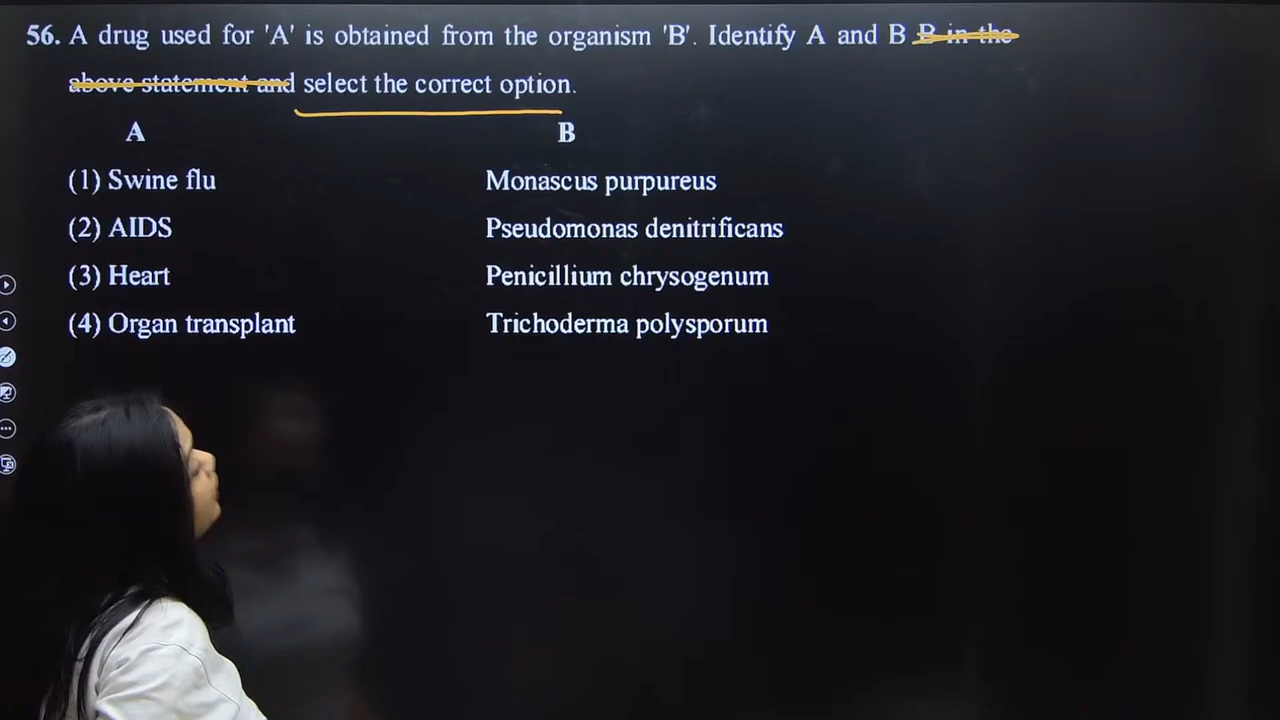 56. A drug used for 'A' is obtained from the organism 'B'. Identify A and B B in the
above statement and select the correct option.
A B
(1) Swine flu Monascus purpureus
(2) AIDS Pseudomonas denitrificans
(3) Heart Penicillium chrysogenum
(4) Organ transplant Trichoderma polysporum